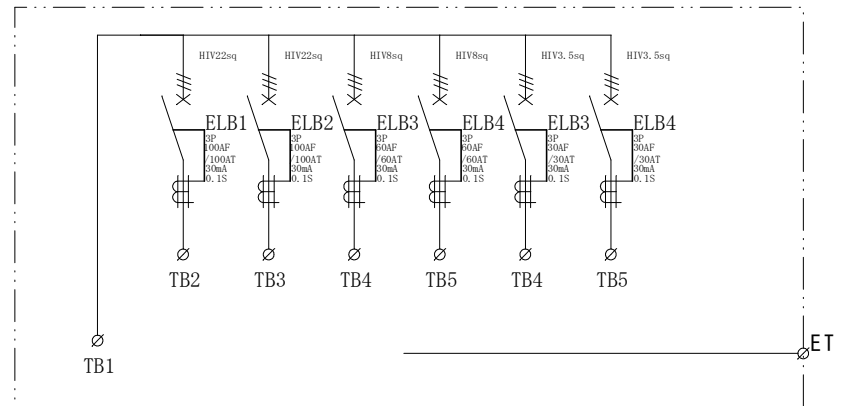 HIV22sq
HIV22sq
HIV8sq
HIV8sq
HIV3.5sq
HIV3.5sq
ELB1
3P
100AF
/100AT
30mA
0.1S
ELB2
3P
100AF
/100AT
30mA
0.1S
ELB3
3P
60AF
/60AT
30mA
0.1S
ELB4
3P
60AF
/60AT
30mA
0.1S
ELB3
3P
30AF
/30AT
30mA
0.1S
ELB4
3P
30AF
/30AT
30mA
0.1S
TB2
TB3
TB4
TB5
TB4
TB5
TB1
ET